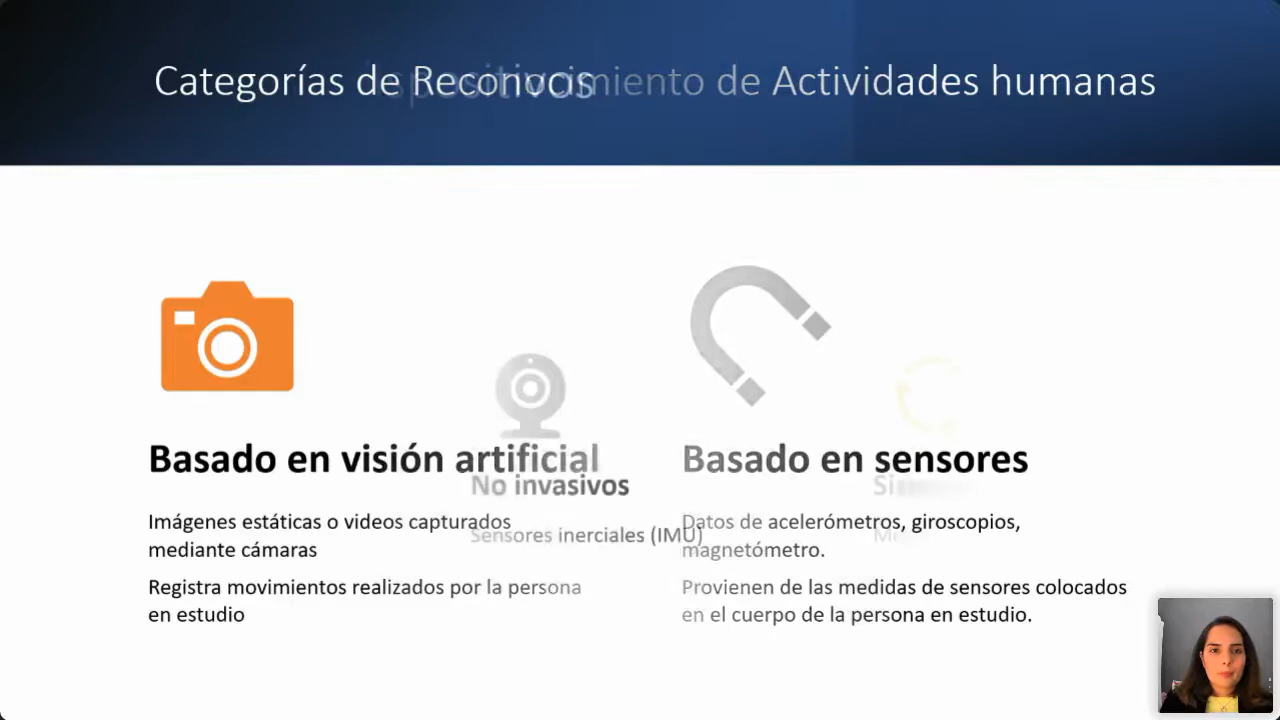 Categorías de Reconocimiento de Actividades humanas
Basado en visión artificial
Imágenes estáticas o videos capturados
mediante cámaras
Registra movimientos realizados por la persona
en estudio
No invasivos
Sensores inerciales (IMU)
Basado en sensores
Datos de acelerómetros, giroscopios,
magnetómetro.
Provienen de las medidas de sensores colocados
en el cuerpo de la persona en estudio.